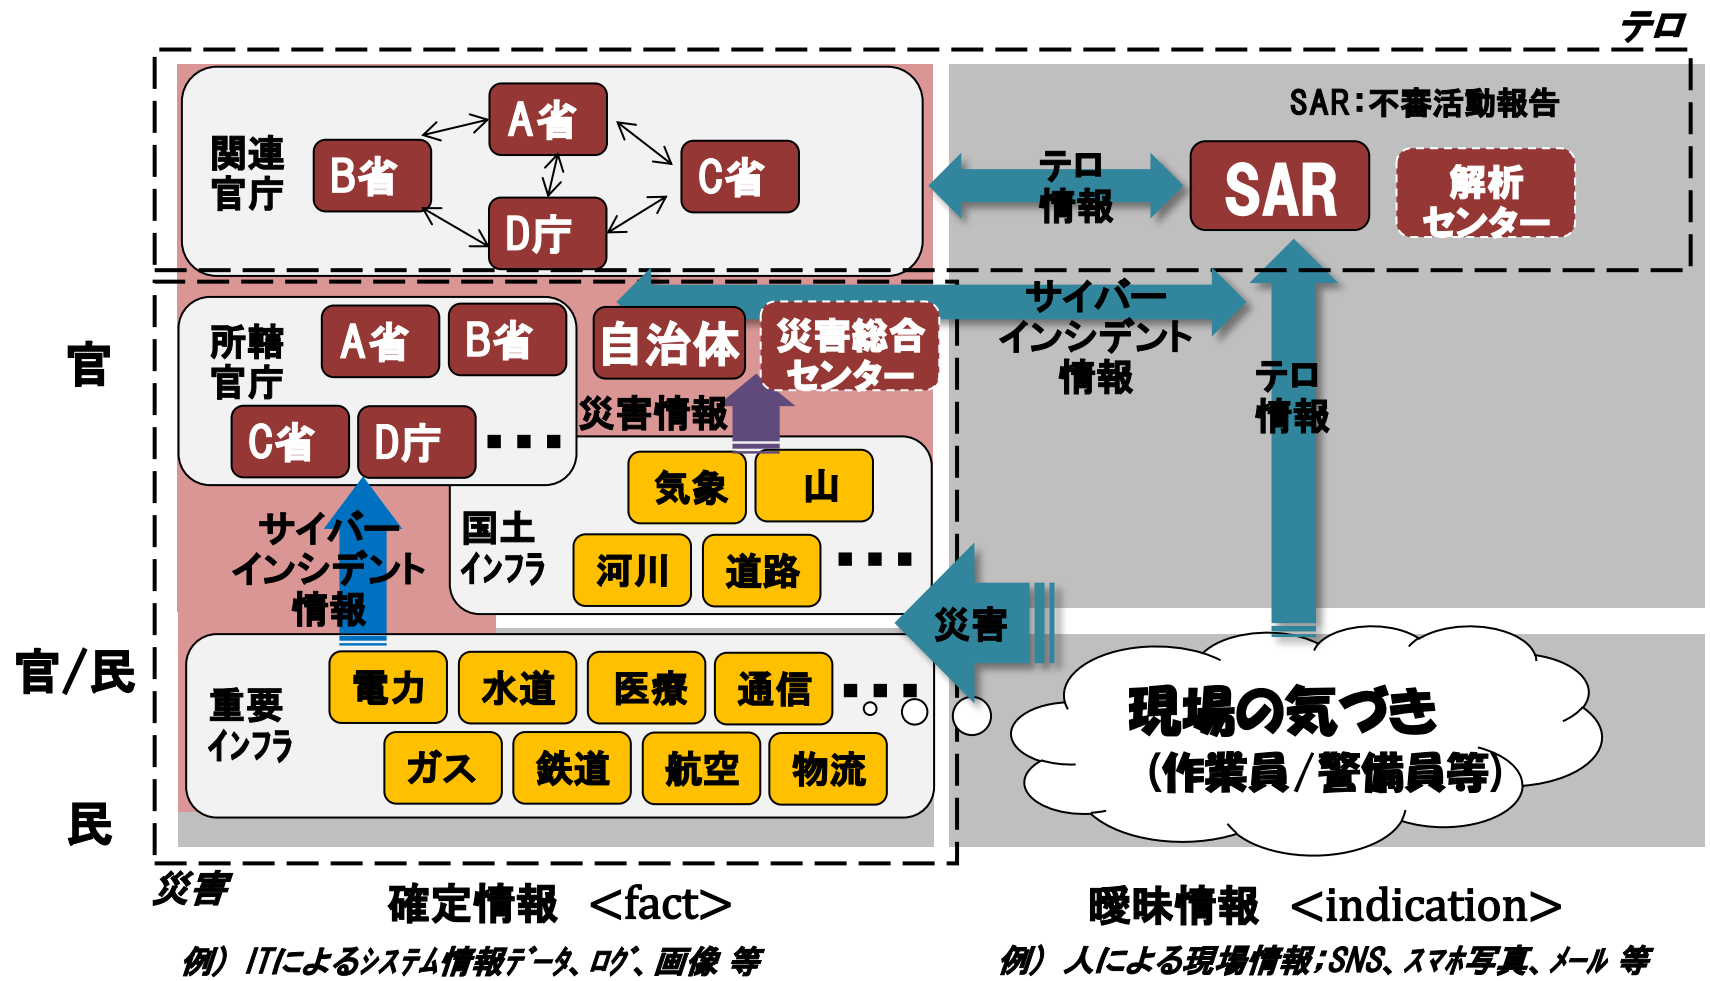 テロ
SAR：不審活動報告
関連
官庁
A省
B省
C省
D庁
テロ
情報
SAR
解析
センター
官
所轄
官庁
A省
B省
C省
D庁
■ ■ ■
自治体
災害総合
センター
サイバー
インシデント
情報
テロ
情報
災害情報
サイバー
インシデント
情報
国土
インフラ
気象
山
河川
道路
■ ■ ■
災害
官/民
重要
インフラ
電力
水道
医療
通信
■ ■ ■
ガス
鉄道
航空
物流
現場の気づき
（作業員/警備員等）
民
災害
確定情報 <fact>
曖昧情報 <indication>
例） ITによるシステム情報データ、ログ、画像 等
例） 人による現場情報；SNS、スマホ写真、メール 等